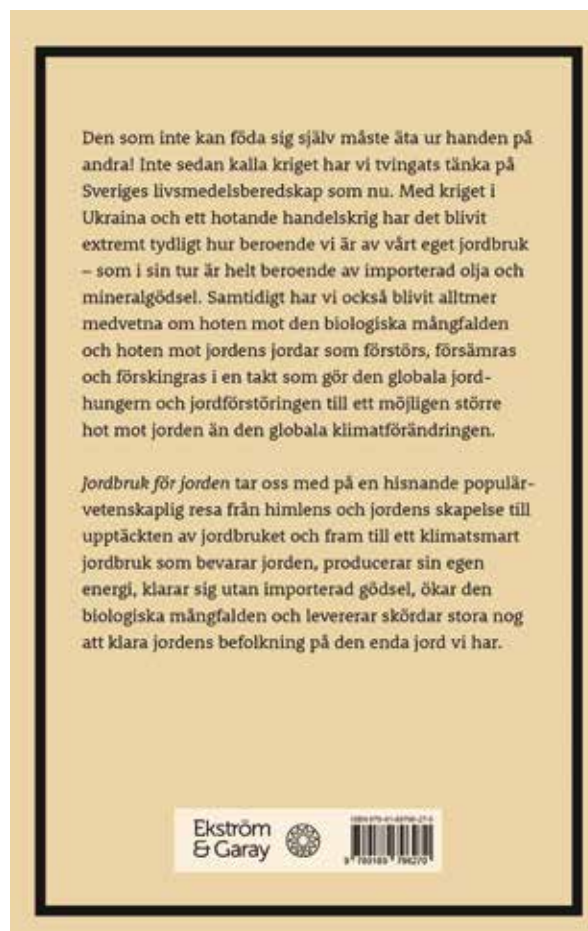 Den som inte kan föda sig själv måste äta ur handen på
andra! Inte sedan kalla kriget har vi tvingats tänka på
Sveriges livsmedelsberedskap som nu. Med kriget i
Ukraina och ett hotande handelskrig har det blivit
extremt tydligt hur beroende vi är av vårt eget jordbruk
– som i sin tur är helt beroende av importerad olja och
mineralgödsel. Samtidigt har vi också blivit alltmer
medvetna om hoten mot den biologiska mångfalden
och hoten mot jordens jordar som förstörs, försämras
och förskingras i en takt som gör den globala jord-
hungern och jordförstöringen till ett möjligen större
hot mot jorden än den globala klimatförändringen.
Jordbruk för jorden tar oss med på en hisnande populär-
vetenskaplig resa från himlens och jordens skapelse till
upptäckten av jordbruket och fram till ett klimatsmart
jordbruk som bevarar jorden, producerar sin egen
energi, klarar sig utan importerad gödsel, ökar den
biologiska mångfalden och levererar skördar stora nog
att klara jordens befolkning på den enda jord vi har.
Ekström
& Garay
9 789189 798270